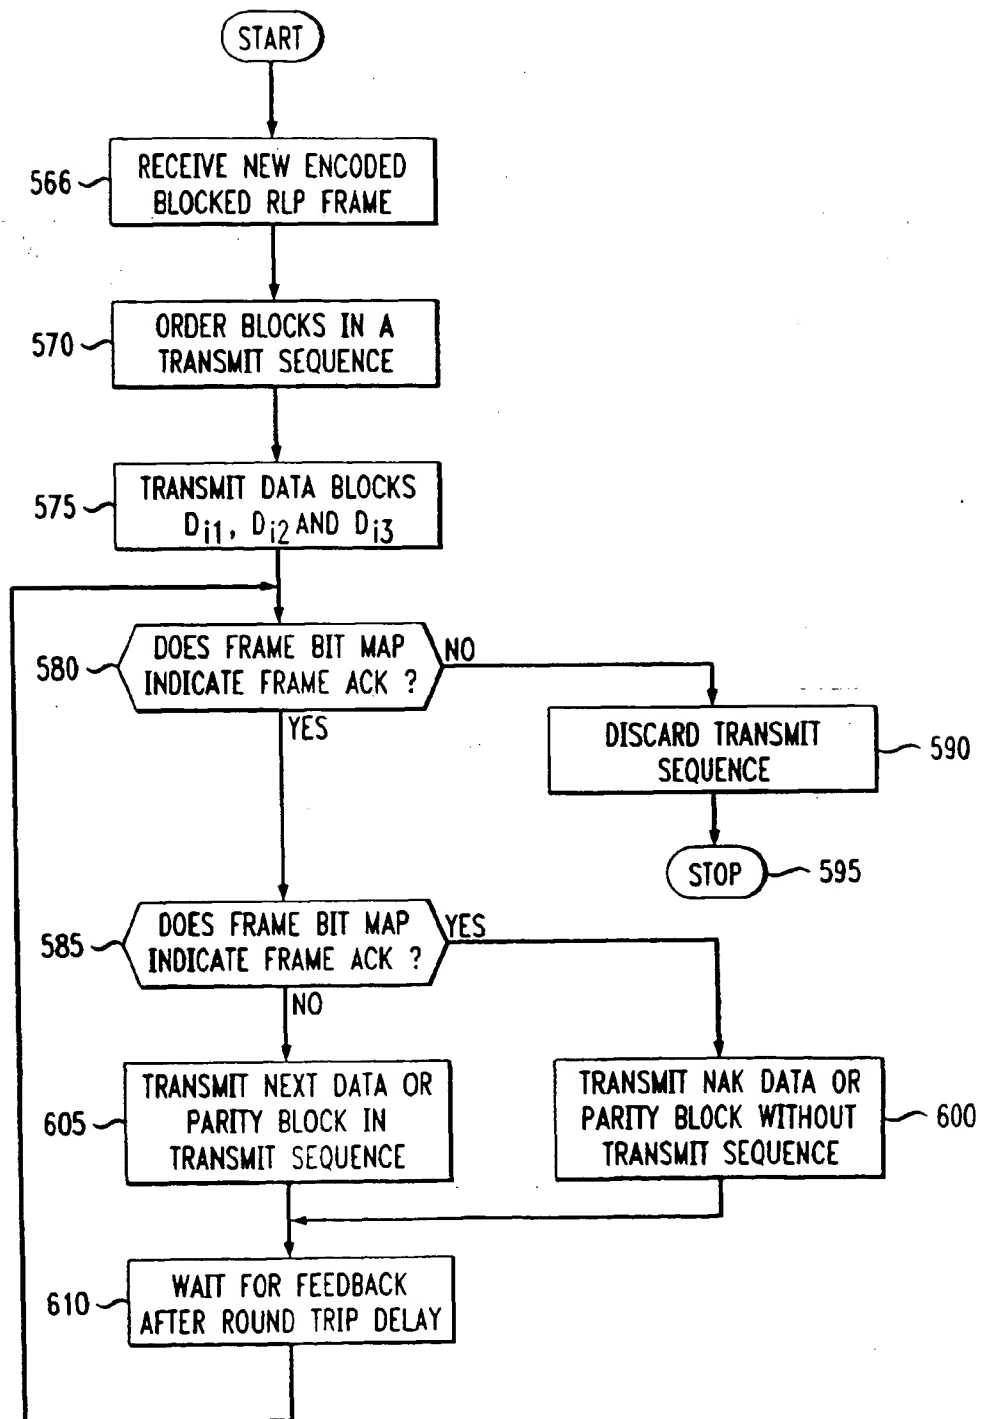 START
566
RECEIVE NEW ENCODED
BLOCKED RLP FRAME
570
ORDER BLOCKS IN A
TRANSMIT SEQUENCE
575
TRANSMIT DATA BLOCKS
Di1, Di2 AND Di3
580
DOES FRAME BIT MAP
INDICATE FRAME ACK ?
NO
YES
DISCARD TRANSMIT
SEQUENCE
590
STOP
595
585
DOES FRAME BIT MAP
INDICATE FRAME ACK ?
YES
NO
605
TRANSMIT NEXT DATA OR
PARITY BLOCK IN
TRANSMIT SEQUENCE
TRANSMIT NAK DATA OR
PARITY BLOCK WITHOUT
TRANSMIT SEQUENCE
600
610
WAIT FOR FEEDBACK
AFTER ROUND TRIP DELAY